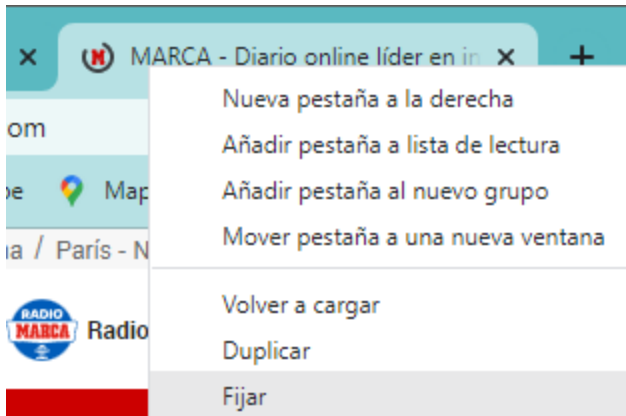 MARCA - Diario online líder en in
Nueva pestaña a la derecha
om
Añadir pestaña a lista de lectura
Map
Añadir pestaña al nuevo grupo
Mover pestaña a una nueva ventana
/ París - N
Volver a cargar
RADIO
MARCA
Radio
Duplicar
Fijar